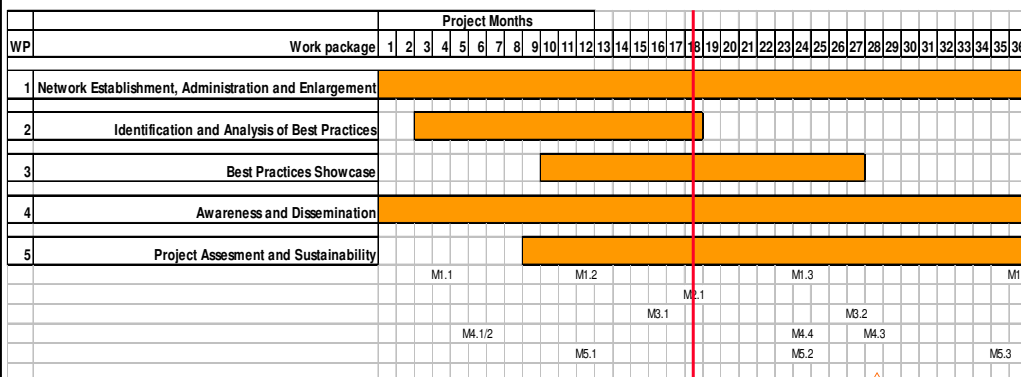 Project Months
WP Work package 1 2 3 4 5 6 7 8 9 10 11 12 13 14 15 16 17 18 19 20 21 22 23 24 25 26 27 28 29 30 31 32 33 34 35 36
1 Network Establishment, Administration and Enlargement
2 Identification and Analysis of Best Practices
3 Best Practices Showcase
4 Awareness and Dissemination
5 Project Assesment and Sustainability
M1.1 M1.2 M1.3 M1
M2.1
M3.1 M3.2
M4.1/2 M4.4 M4.3
M5.1 M5.2 M5.3